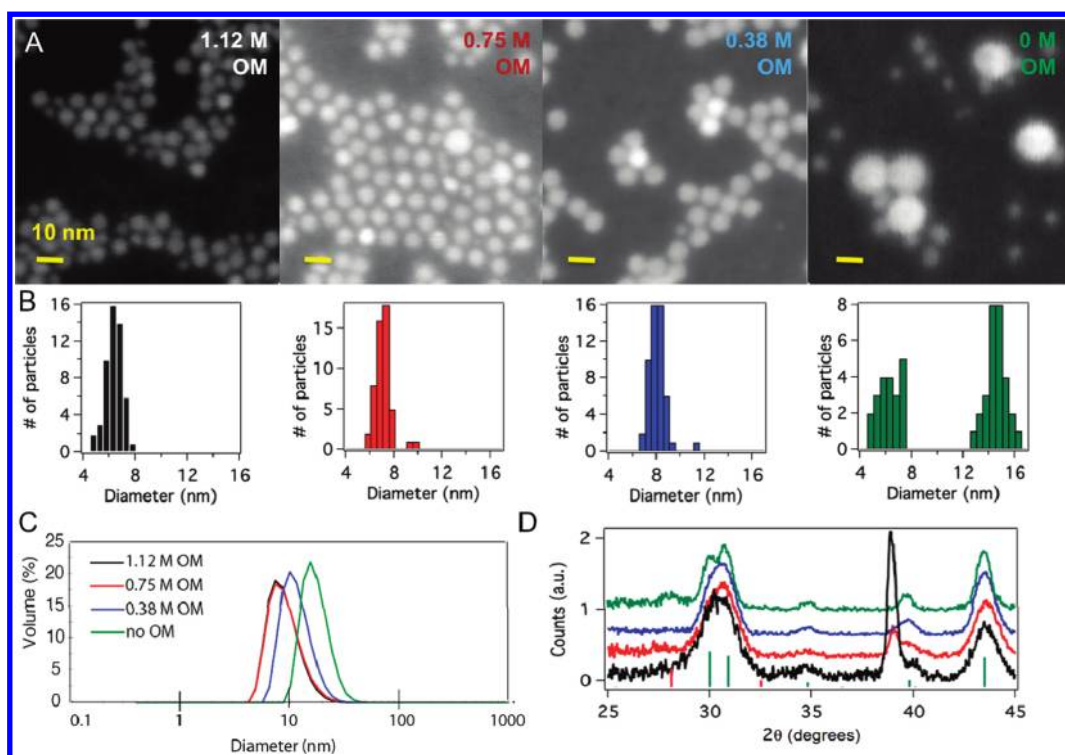 A
1.12 M
OM
0.75 M
OM
0.38 M
OM
0 M
OM
10 nm
B
# of particles
16
12
8
4
0
4 8 12 16
Diameter (nm)
# of particles
15
10
5
0
4 8 12 16
Diameter (nm)
# of particles
16
12
8
4
0
4 8 12 16
Diameter (nm)
# of particles
8
6
4
2
0
4 8 12 16
Diameter (nm)
C
Volume (%)
25
20
15
10
5
0
1.12 M OM
0.75 M OM
0.38 M OM
no OM
0.1 1 10 100 1000
Diameter (nm)
D
Counts (a.u.)
2
1
0
25 30 35 40 45
2θ (degrees)